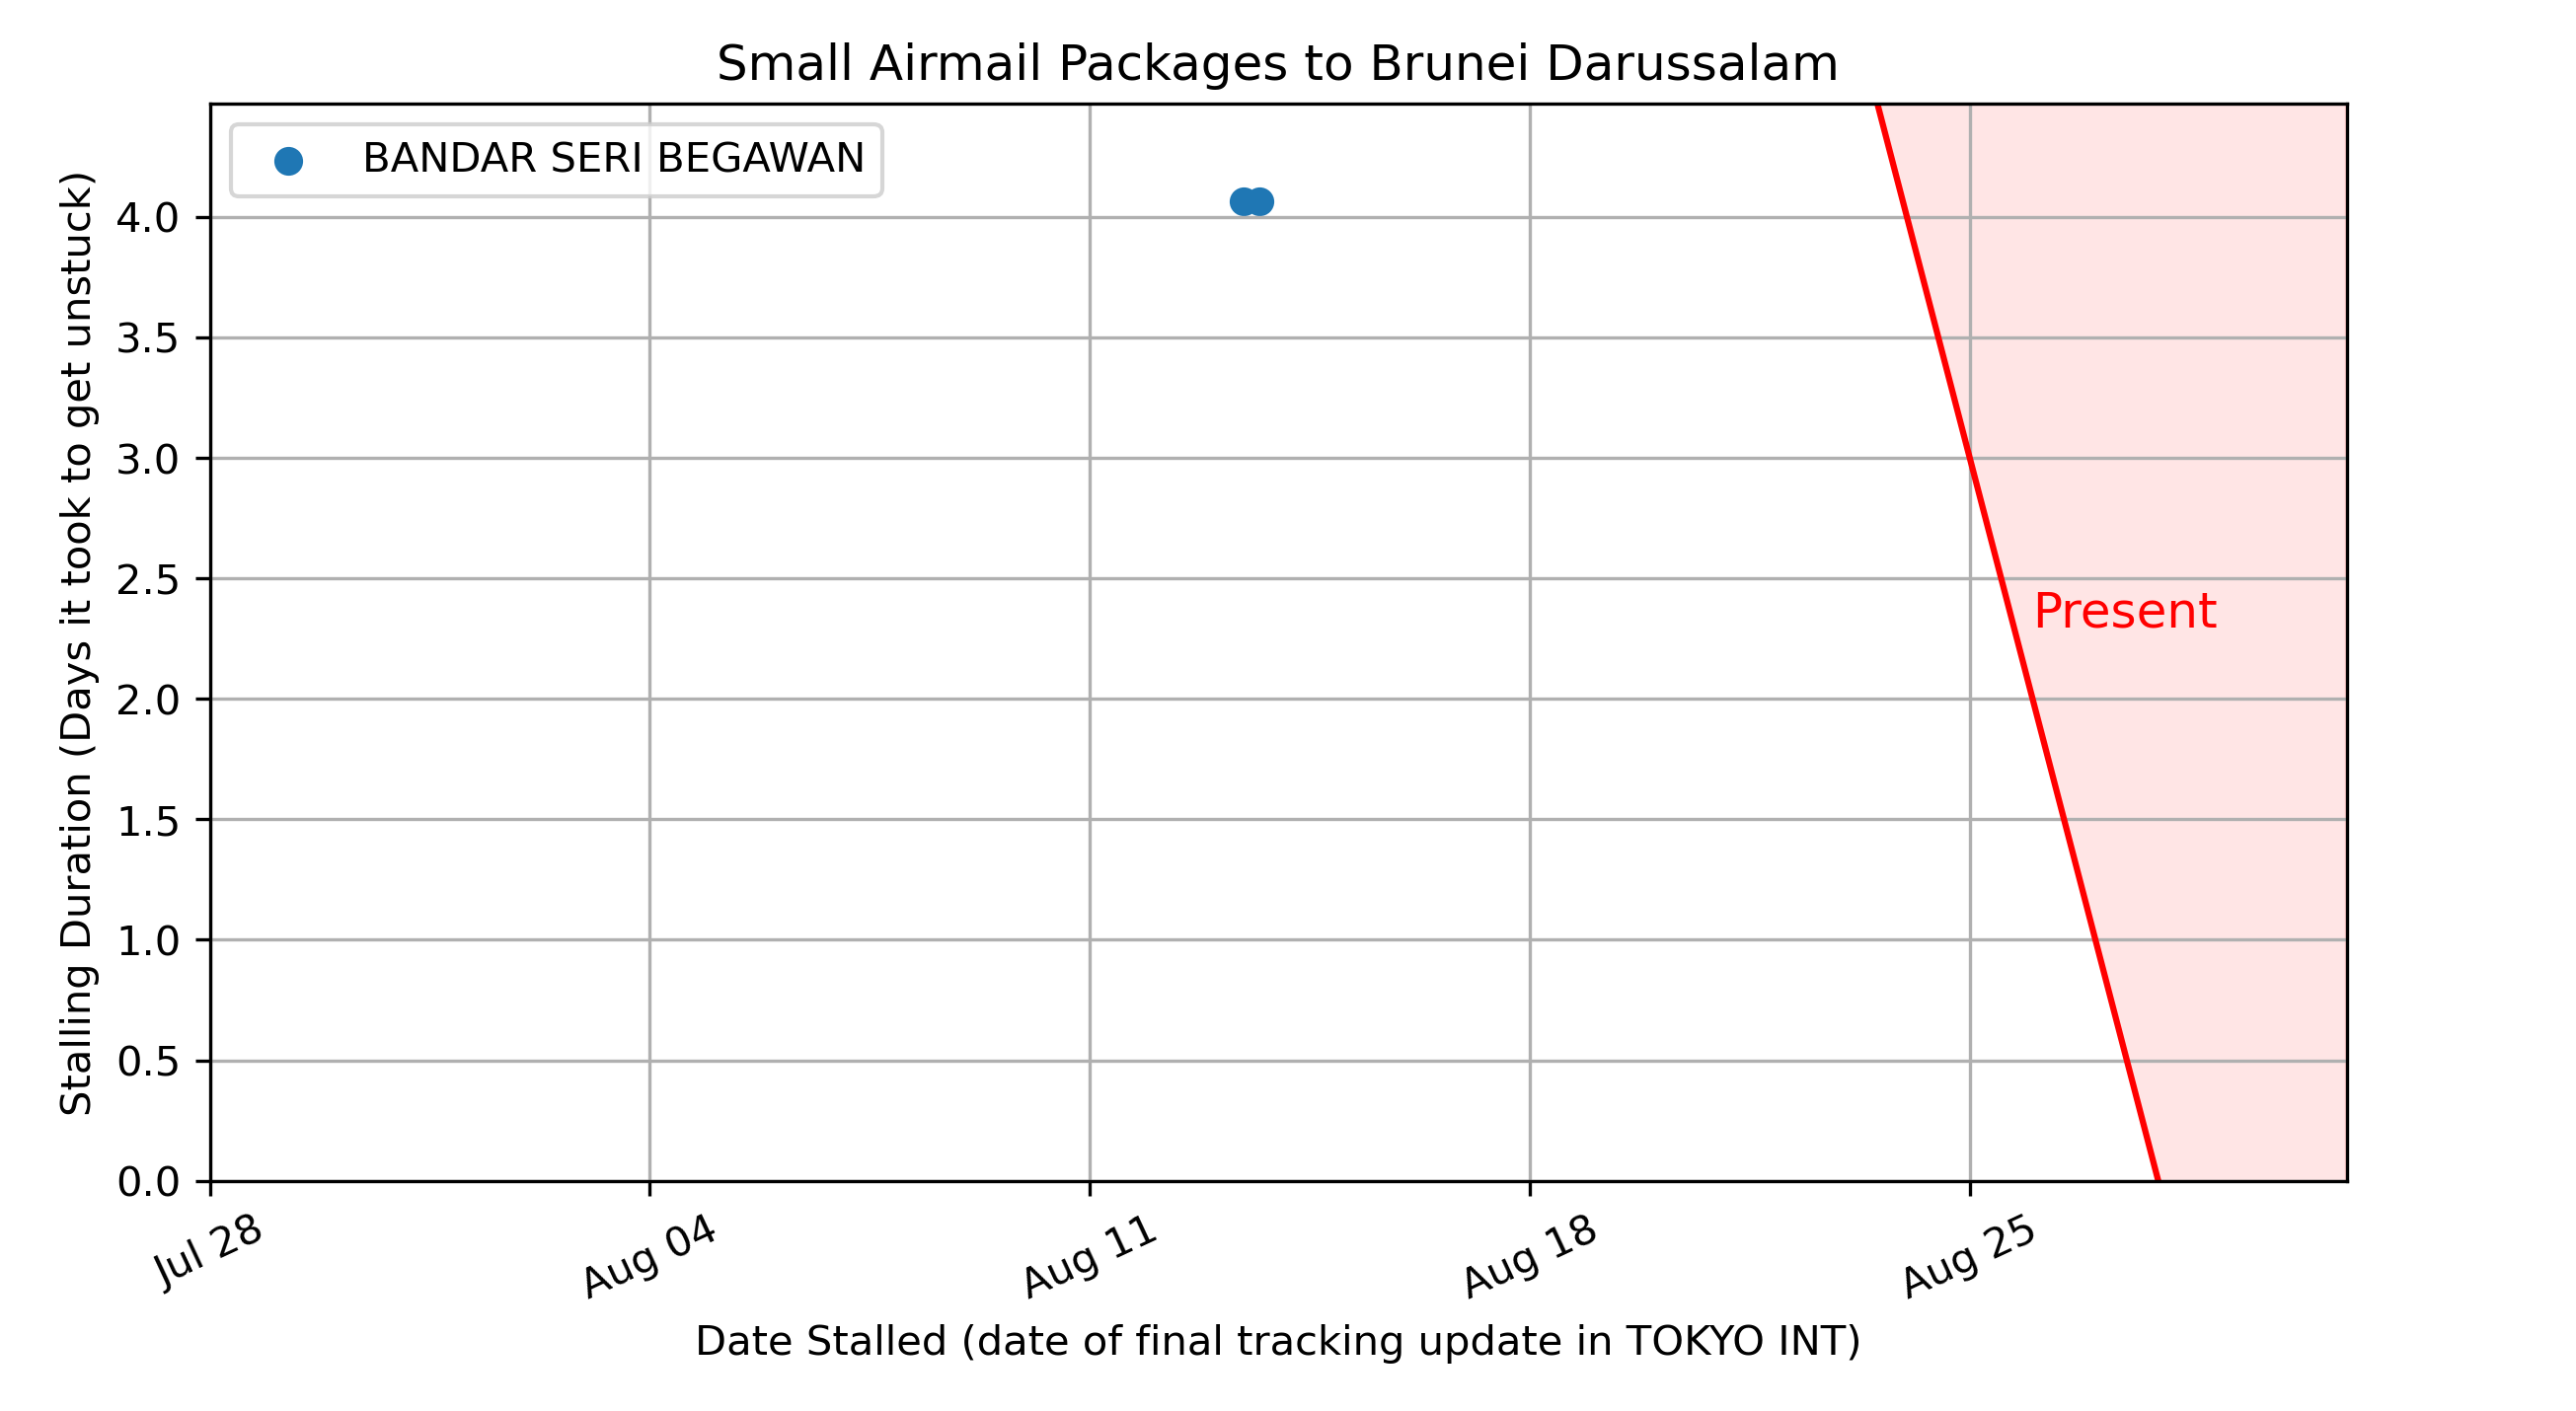 Small Airmail Packages to Brunei Darussalam
BANDAR SERI BEGAWAN
Stalling Duration (Days it took to get unstuck)
4.0
3.5
3.0
2.5
2.0
1.5
1.0
0.5
0.0
Present
Jul 28
Aug 04
Aug 11
Aug 18
Aug 25
Date Stalled (date of final tracking update in TOKYO INT)